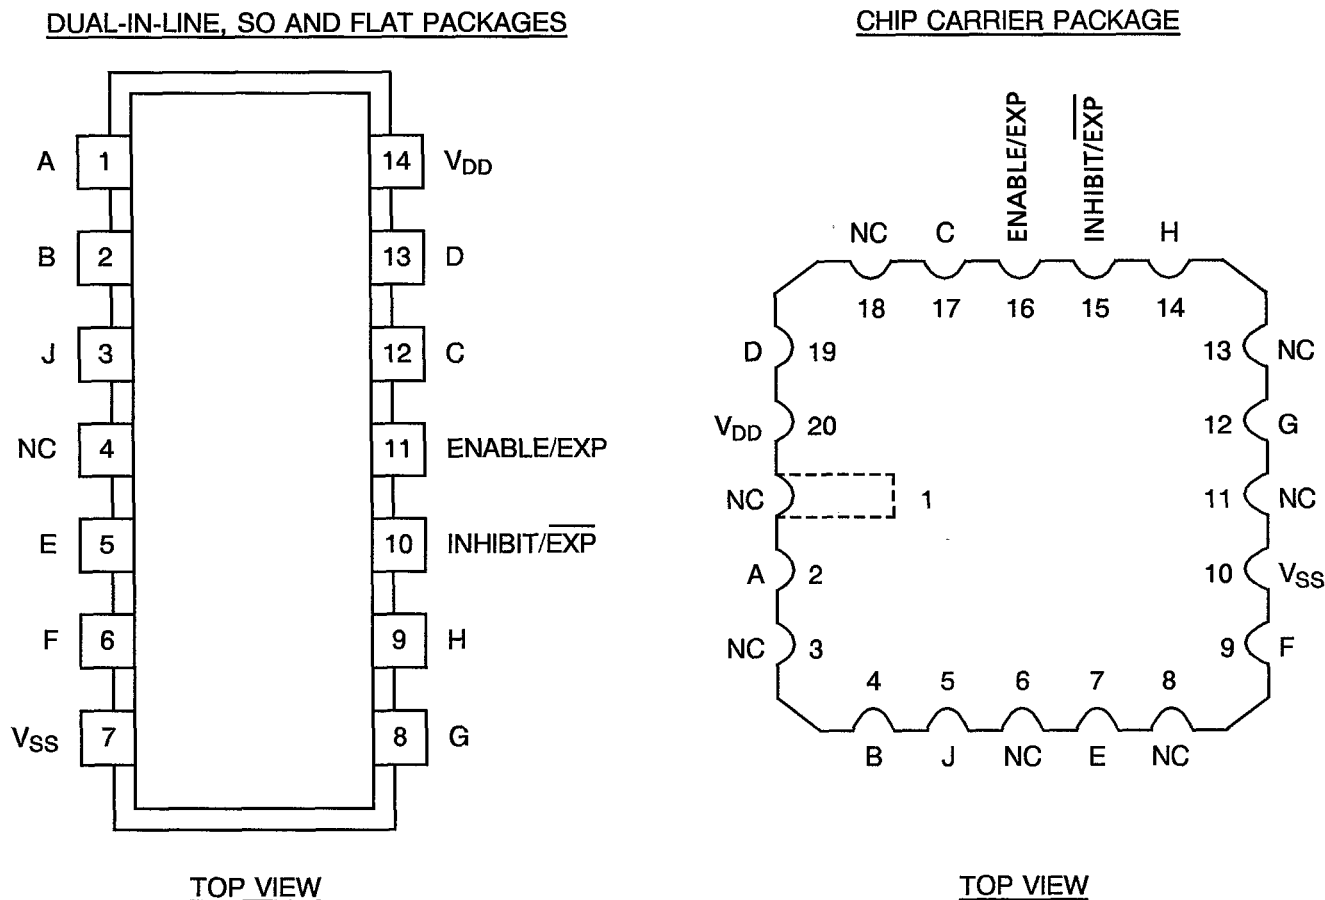 DUAL-IN-LINE, SO AND FLAT PACKAGES
A 1 14 VDD
B 2 13 D
J 3 12 C
NC 4 11 ENABLE/EXP
E 5 10 INHIBIT/E̅X̅P̅
F 6 9 H
VSS 7 8 G
TOP VIEW
CHIP CARRIER PACKAGE
ENABLE/EXP
INHIBIT/E̅X̅P̅
NC C H
18 17 16 15 14
D 19 13 NC
VDD 20 12 G
NC 1 11 NC
A 2 10 VSS
NC 3 9 F
4 5 6 7 8
B J NC E NC
TOP VIEW